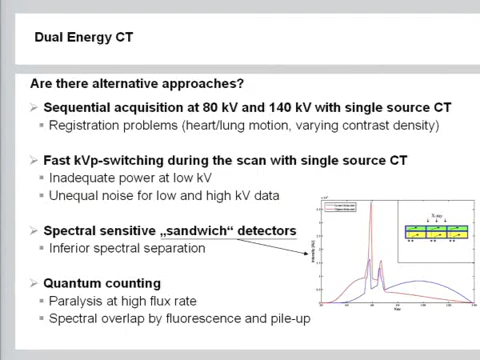 Dual Energy CT
Are there alternative approaches?
Sequential acquisition at 80 kV and 140 kV with single source CT
Registration problems (heart/lung motion, varying contrast density)
Fast kVp-switching during the scan with single source CT
Inadequate power at low kV
Unequal noise for low and high kV data
Spectral sensitive „sandwich“ detectors
Inferior spectral separation
X-ray
Quantum counting
Paralysis at high flux rate
Spectral overlap by fluorescence and pile-up